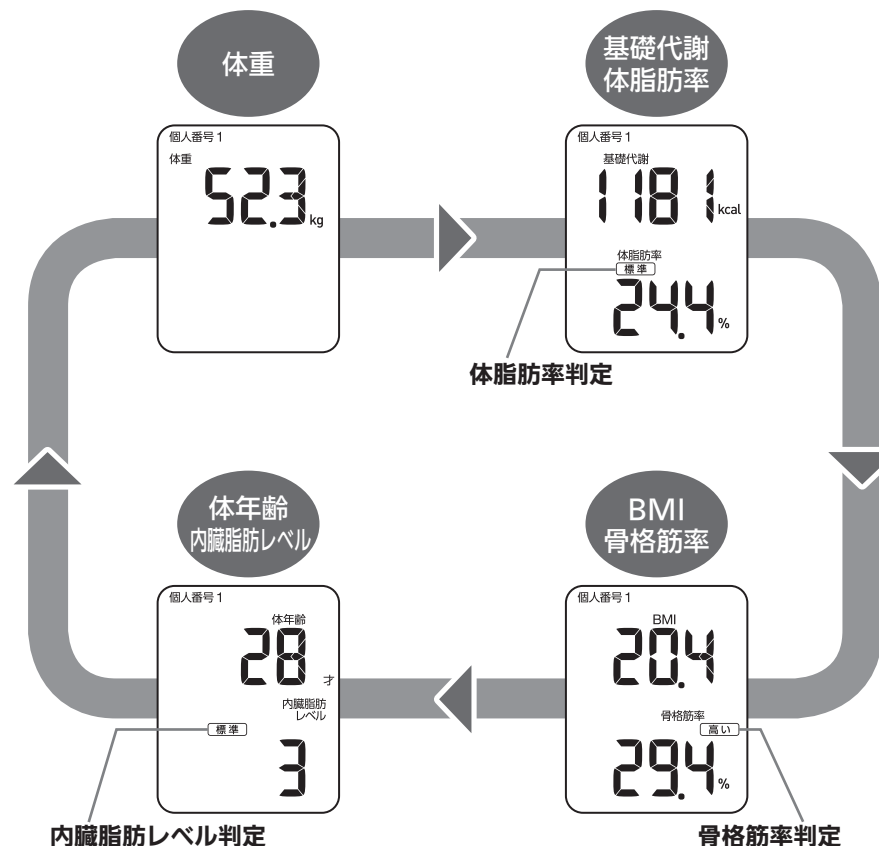 体重
個人番号1
体重
52.3kg
基礎代謝
体脂肪率
個人番号1
基礎代謝
1181kcal
体脂肪率
標準
24.4%
体脂肪率判定
BMI
骨格筋率
個人番号1
BMI
20.4
骨格筋率
高い
29.4%
骨格筋率判定
体年齢
内臓脂肪レベル
個人番号1
体年齢
28才
内臓脂肪
レベル
標準
3
内臓脂肪レベル判定